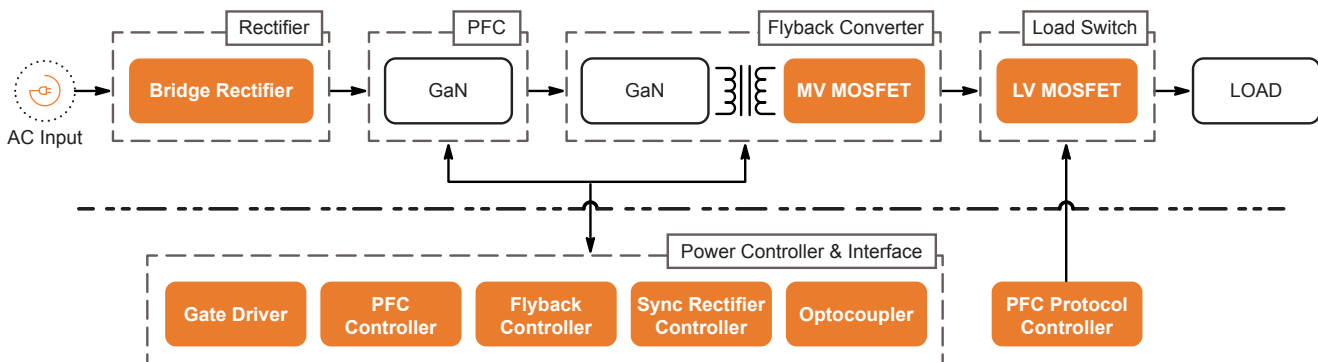 Rectifier
PFC
Flyback Converter
Load Switch
Bridge Rectifier
GaN
GaN
MV MOSFET
LV MOSFET
LOAD
AC Input
Power Controller & Interface
Gate Driver
PFC
Controller
Flyback
Controller
Sync Rectifier
Controller
Optocoupler
PFC Protocol
Controller